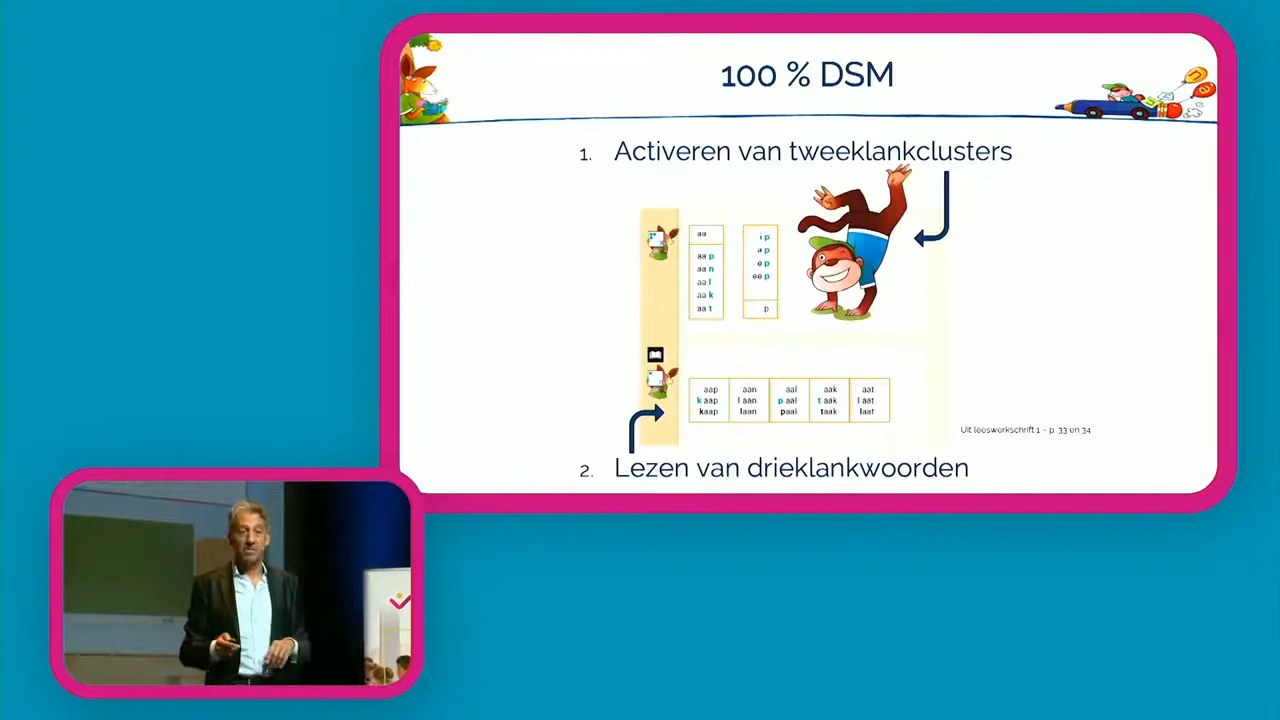 100 % DSM
1. Activeren van tweeklankclusters
aa
aa p
aa n
aa l
aa k
aa t
i p
a p
e p
ee p
p
aap aan aal aak aat
k aap l aan p aal t aak l aat
kaap laan paal taak laat
Uit leeswerkschrift 1 - p. 33 en 34
2. Lezen van drieklankwoorden